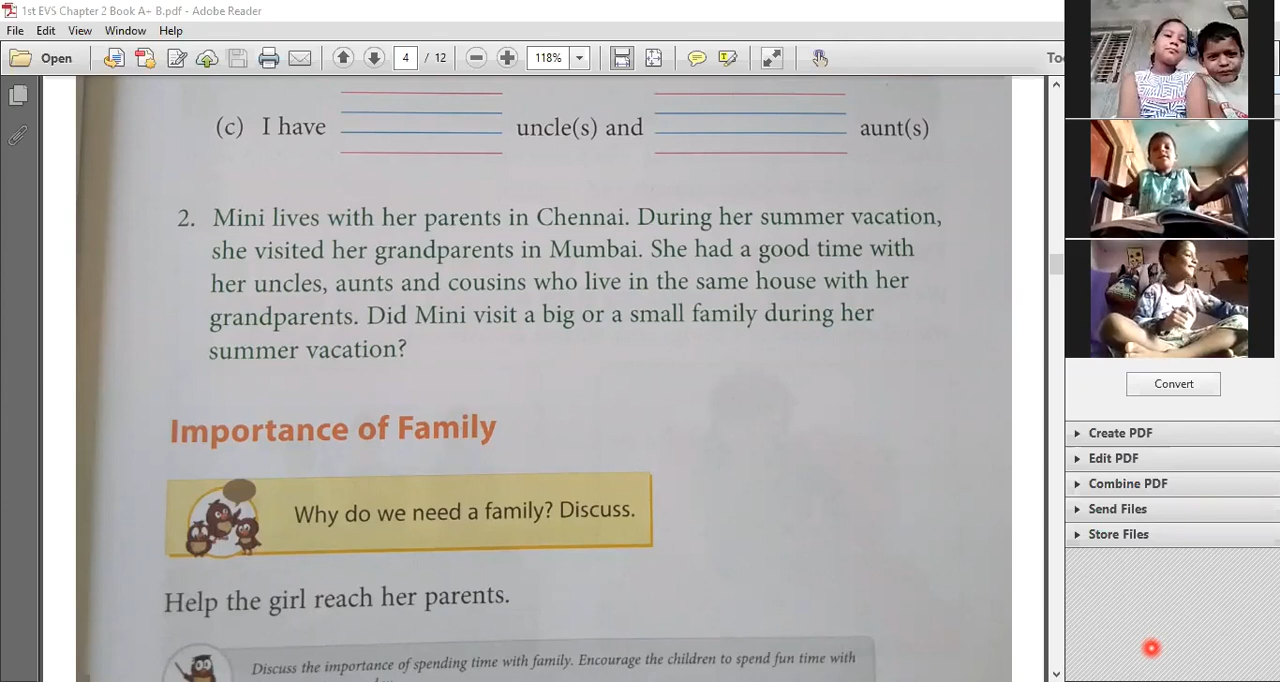 1st EVS Chapter 2 Book A+ B.pdf - Adobe Reader
File Edit View Window Help
Open 4 / 12 118% To
(c) I have uncle(s) and aunt(s)
2. Mini lives with her parents in Chennai. During her summer vacation,
she visited her grandparents in Mumbai. She had a good time with
her uncles, aunts and cousins who live in the same house with her
grandparents. Did Mini visit a big or a small family during her
summer vacation?
Importance of Family
Why do we need a family? Discuss.
Help the girl reach her parents.
Discuss the importance of spending time with family. Encourage the children to spend fun time with
Convert
Create PDF
Edit PDF
Combine PDF
Send Files
Store Files